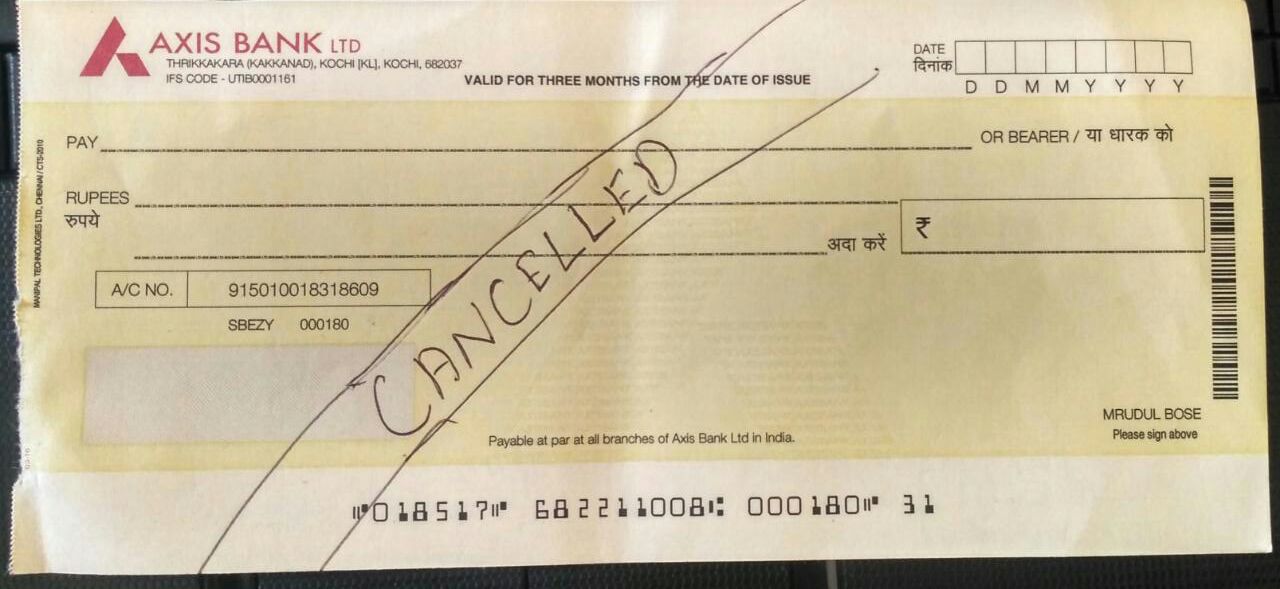 AXIS BANK LTD
THRIKKAKARA (KAKKANAD), KOCHI [KL], KOCHI, 682037
IFS CODE - UTIB0001161
VALID FOR THREE MONTHS FROM THE DATE OF ISSUE
DATE
दिनांक
D D M M Y Y Y Y
PAY
OR BEARER / या धारक को
RUPEES
रुपये
अदा करें
₹
A/C NO. 915010018318609
SBEZY 000180
CANCELLED
MANIPAL TECHNOLOGIES LTD, CHENNAI / CTS-2010
MRUDUL BOSE
Please sign above
Payable at par at all branches of Axis Bank Ltd in India.
⑈018517⑈ 682211008⑆ 000180⑈ 31